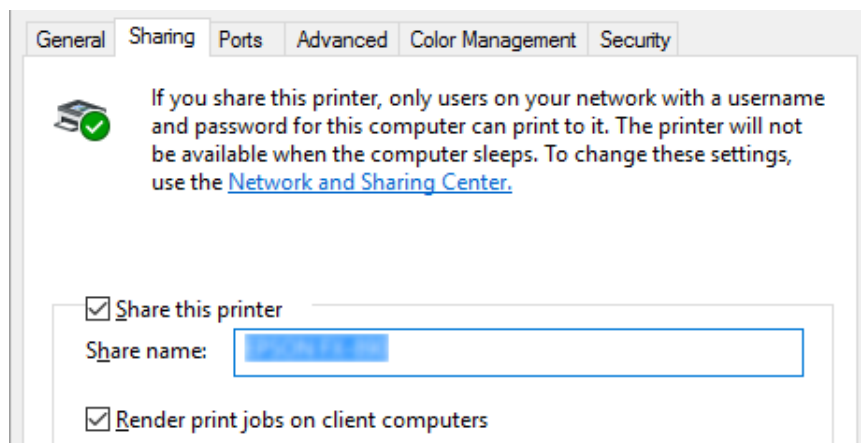 General Sharing Ports Advanced Color Management Security
If you share this printer, only users on your network with a username
and password for this computer can print to it. The printer will not
be available when the computer sleeps. To change these settings,
use the Network and Sharing Center.
Share this printer
Share name:
Render print jobs on client computers